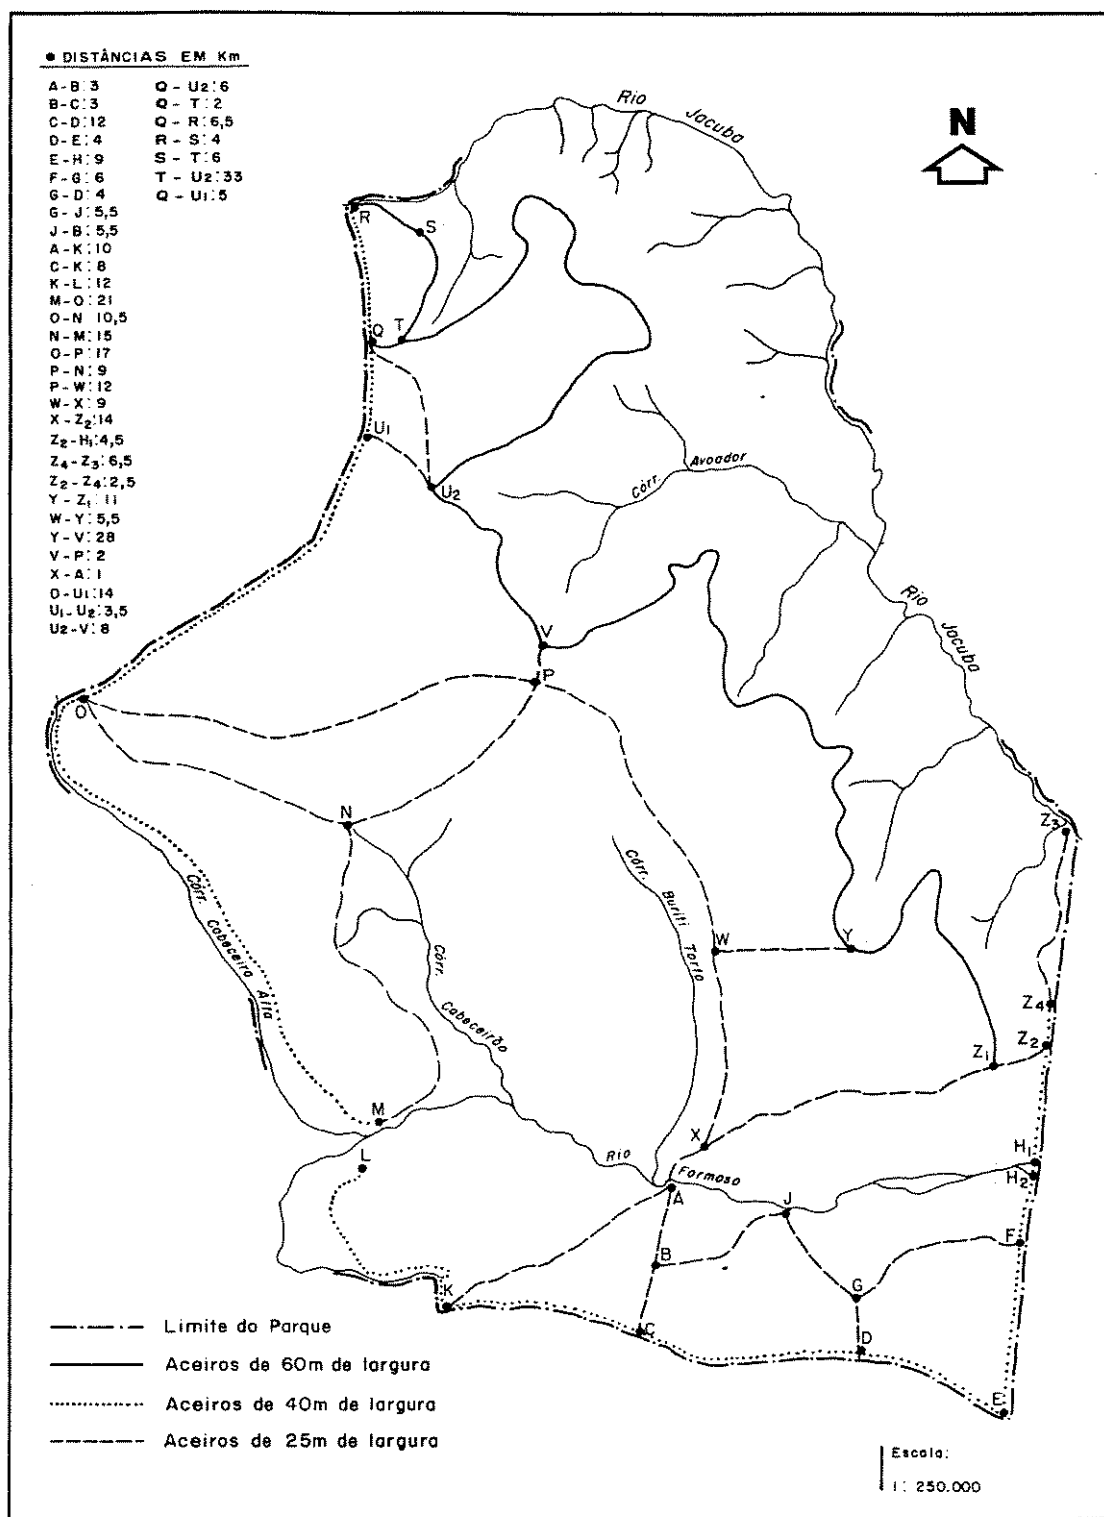 • DISTÂNCIAS EM Km
A-B:3
B-C:3
C-D:12
D-E:4
E-H:9
F-G:6
G-D:4
G-J:5,5
J-B:5,5
A-K:10
C-K:8
K-L:12
M-O:21
O-N 10,5
N-M:15
O-P:17
P-N:9
P-W:12
W-X:9
X-Z2:14
Z2-H1:4,5
Z4-Z3:6,5
Z2-Z4:2,5
Y-Z1:11
W-Y:5,5
Y-V:28
V-P:2
X-A:1
O-U1:14
U1-U2:3,5
U2-V:8
Q-U2:6
Q-T:2
Q-R:6,5
R-S:4
S-T:6
T-U2:33
Q-U1:5
Rio Jacuba
N
R
S
Q
T
U1
U2
Córr. Avoador
Rio Jacuba
V
P
O
N
Z3
Córr. Cabeceira Alta
Córr. Buriti Torto
W
Y
Córr. Cabeceirão
Z4
Z2
Z1
M
L
X
Rio Formoso
H1
H2
A
J
F
B
G
K
C
D
E
Limite do Parque
Aceiros de 60m de largura
Aceiros de 40m de largura
Aceiros de 25m de largura
Escala:
1: 250.000